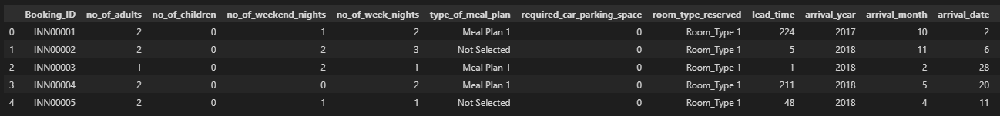 Booking_ID no_of_adults no_of_children no_of_weekend_nights no_of_week_nights type_of_meal_plan required_car_parking_space room_type_reserved lead_time arrival_year arrival_month arrival_date
0 INN00001 2 0 1 2 Meal Plan 1 0 Room_Type 1 224 2017 10 2
1 INN00002 2 0 2 3 Not Selected 0 Room_Type 1 5 2018 11 6
2 INN00003 1 0 2 1 Meal Plan 1 0 Room_Type 1 1 2018 2 28
3 INN00004 2 0 0 2 Meal Plan 1 0 Room_Type 1 211 2018 5 20
4 INN00005 2 0 1 1 Not Selected 0 Room_Type 1 48 2018 4 11